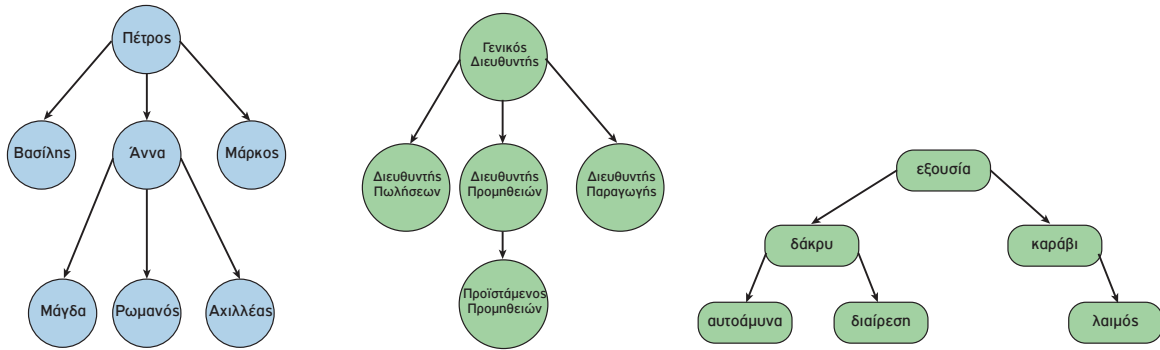 Πέτρος
Βασίλης
Άννα
Μάρκος
Μάγδα
Ρωμανός
Αχιλλέας
Γενικός
Διευθυντής
Διευθυντής
Πωλήσεων
Διευθυντής
Προμηθειών
Διευθυντής
Παραγωγής
Προϊστάμενος
Προμηθειών
εξουσία
δάκρυ
καράβι
αυτοάμυνα
διαίρεση
λαιμός